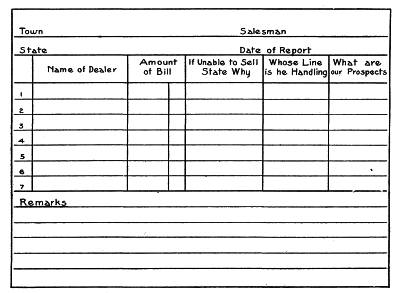 Town Salesman
State Date of Report
Name of Dealer Amount of Bill If Unable to Sell State Why Whose Line is he Handling What are our Prospects
1
2
3
4
5
6
7
Remarks